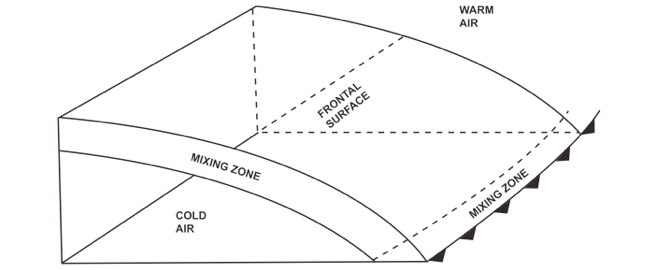 WARM
AIR
FRONTAL
SURFACE
MIXING ZONE
MIXING ZONE
COLD
AIR